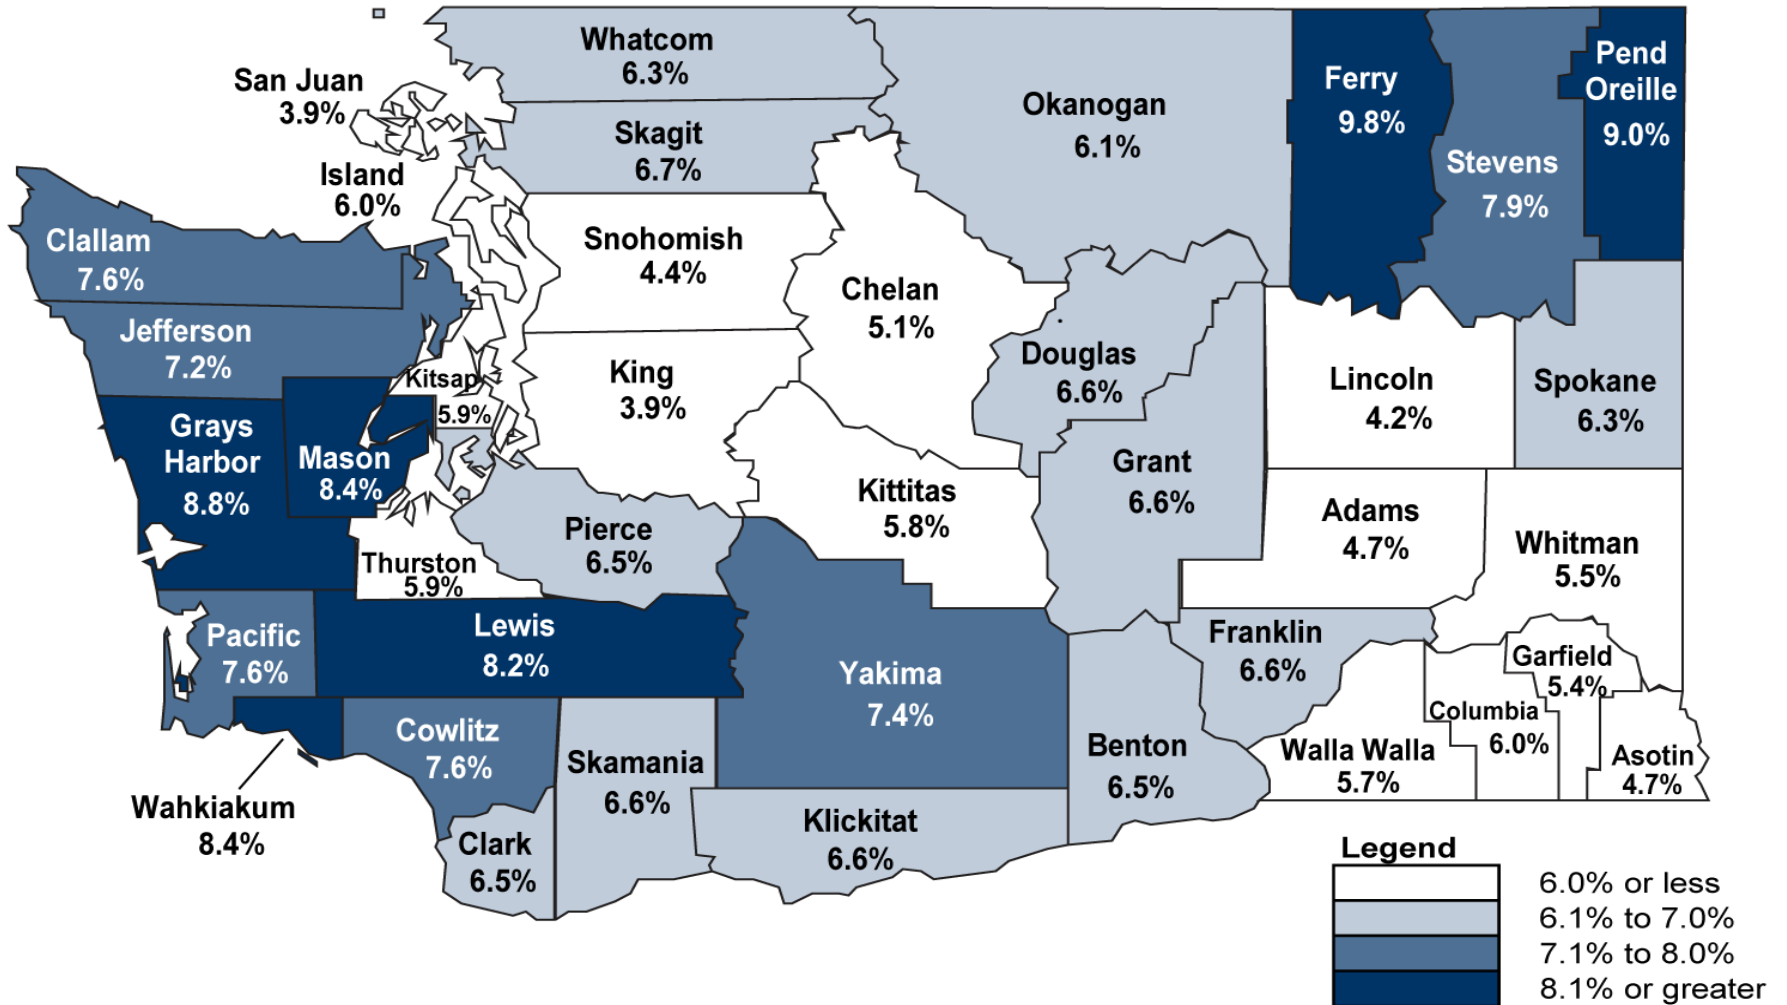 Whatcom
6.3%
San Juan
3.9%
Skagit
6.7%
Island
6.0%
Okanogan
6.1%
Ferry
9.8%
Stevens
7.9%
Pend
Oreille
9.0%
Clallam
7.6%
Snohomish
4.4%
Chelan
5.1%
Jefferson
7.2%
Kitsap
5.9%
King
3.9%
Douglas
6.6%
Lincoln
4.2%
Spokane
6.3%
Grays
Harbor
8.8%
Mason
8.4%
Grant
6.6%
Kittitas
5.8%
Adams
4.7%
Whitman
5.5%
Pierce
6.5%
Thurston
5.9%
Pacific
7.6%
Lewis
8.2%
Yakima
7.4%
Franklin
6.6%
Garfield
5.4%
Columbia
6.0%
Cowlitz
7.6%
Skamania
6.6%
Benton
6.5%
Walla Walla
5.7%
Asotin
4.7%
Wahkiakum
8.4%
Clark
6.5%
Klickitat
6.6%
Legend
6.0% or less
6.1% to 7.0%
7.1% to 8.0%
8.1% or greater